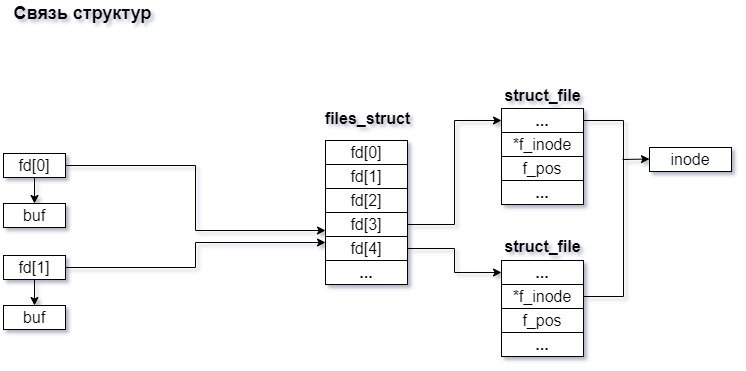 Связь структур
fd[0]
buf
fd[1]
buf
files_struct
fd[0]
fd[1]
fd[2]
fd[3]
fd[4]
...
struct_file
...
*f_inode
f_pos
...
struct_file
...
*f_inode
f_pos
...
inode